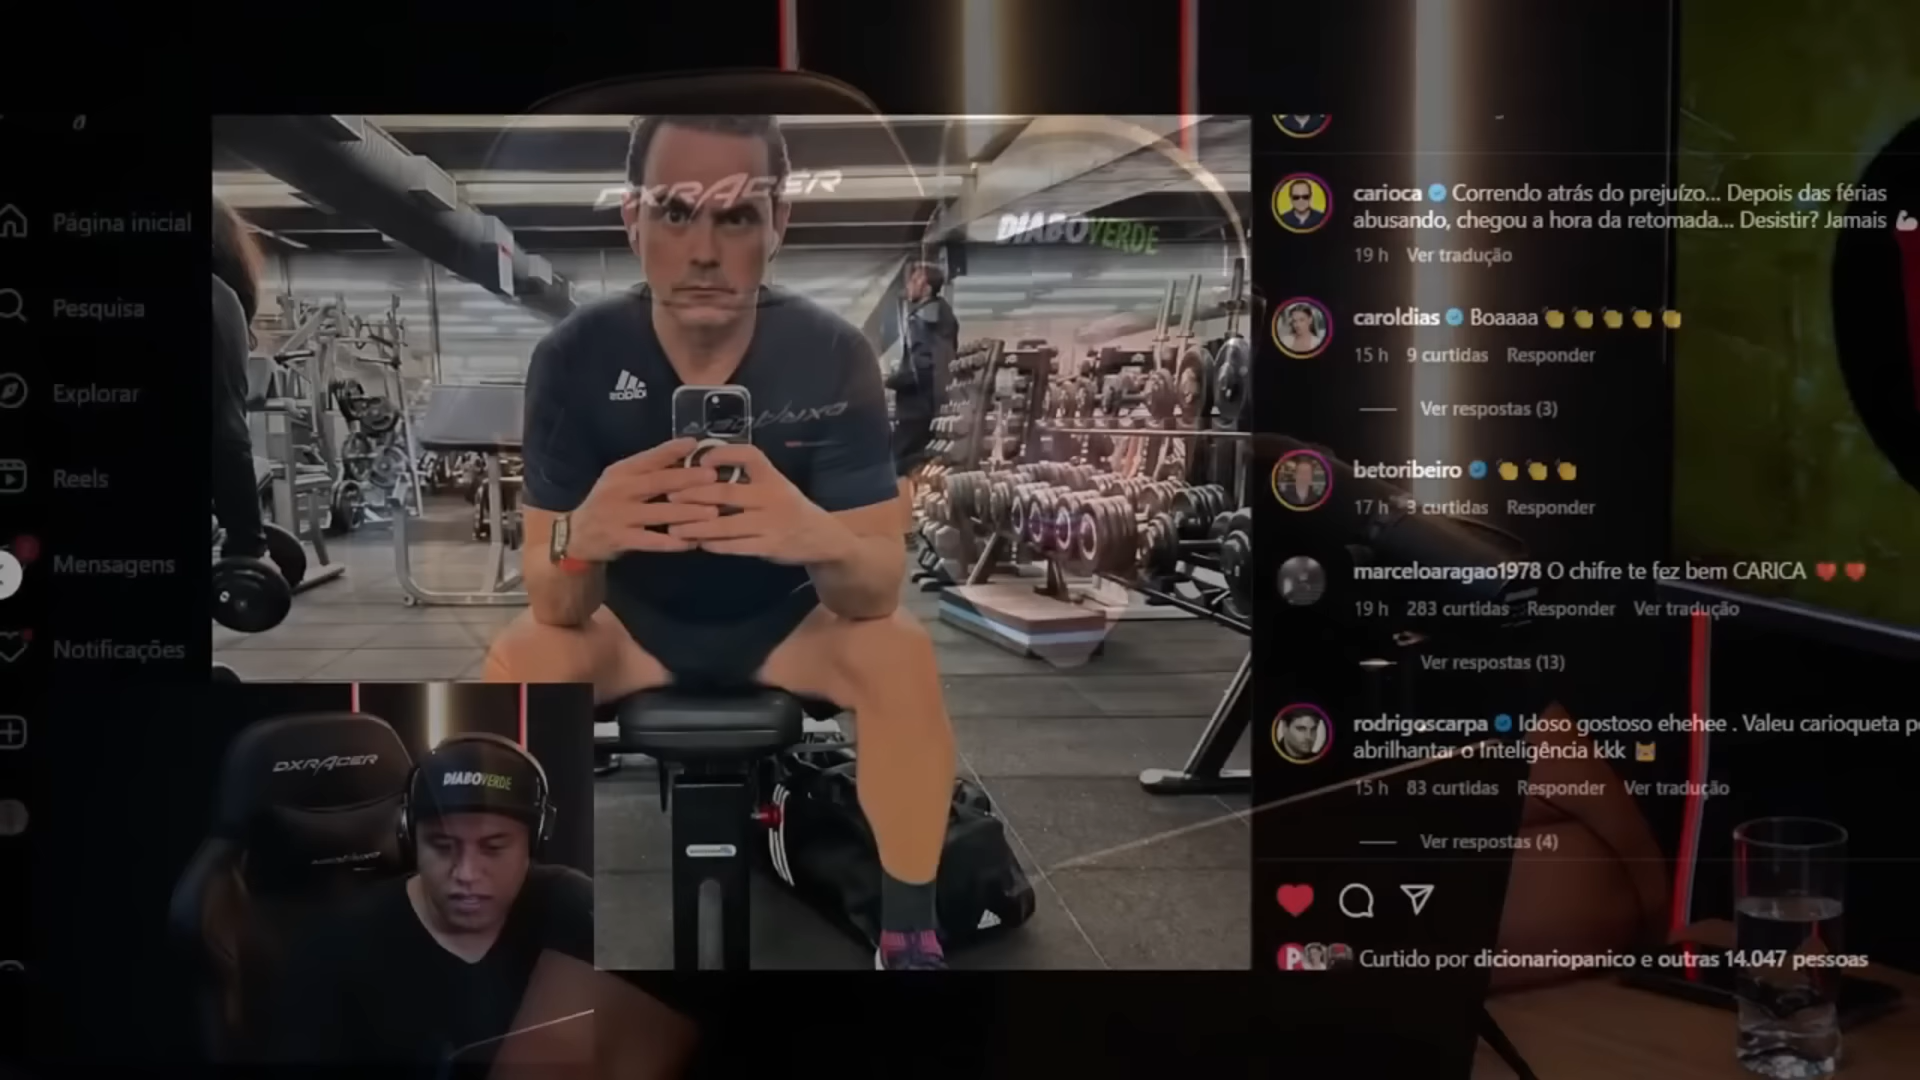 Página inicial
Pesquisa
Explorar
Reels
Mensagens
Notificações
DXRACER
DIABOVERDE
adidas
DXRACER
DXRACER
DIABOVERDE
carioca Correndo atrás do prejuízo... Depois das férias
abusando, chegou a hora da retomada... Desistir? Jamais 💪
19 h Ver tradução
caroldias Boaaaa 👏 👏 👏 👏 👏
15 h 9 curtidas Responder
Ver respostas (3)
betoribeiro 👏 👏 👏
17 h 3 curtidas Responder
marceloaragao1978 O chifre te fez bem CARICA ❤️ ❤️
19 h 283 curtidas Responder Ver tradução
Ver respostas (13)
rodrigoscarpa Idoso gostoso ehehee . Valeu carioqueta
abrilhantar o Inteligência kkk 🐱
15 h 83 curtidas Responder Ver tradução
Ver respostas (4)
Curtido por dicionariopanico e outras 14.047 pessoas